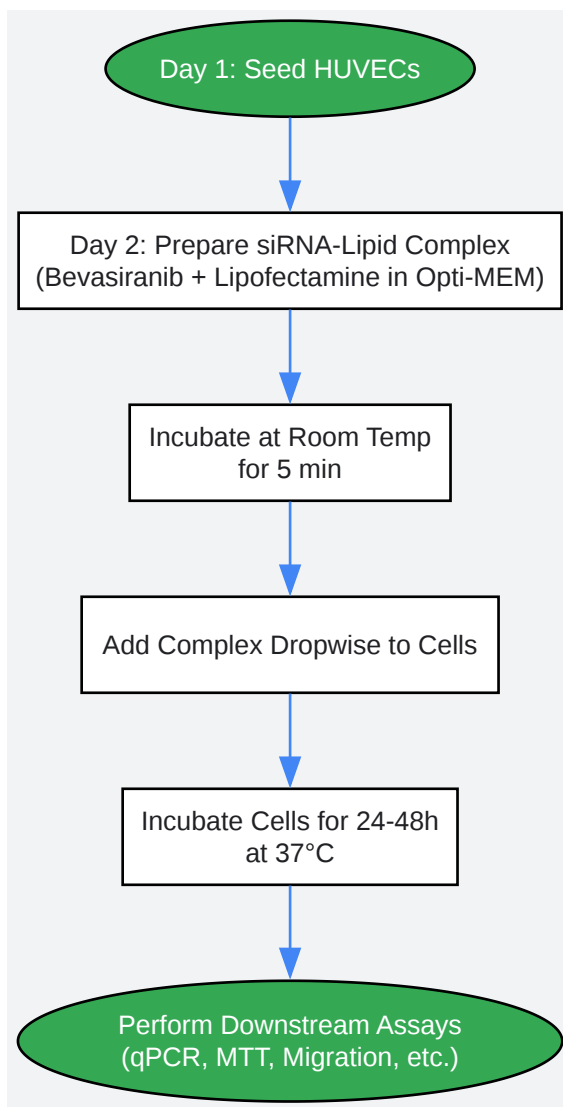 Day 1: Seed HUVECs
Day 2: Prepare siRNA-Lipid Complex
(Bevasiranib + Lipofectamine in Opti-MEM)
Incubate at Room Temp
for 5 min
Add Complex Dropwise to Cells
Incubate Cells for 24-48h
at 37°C
Perform Downstream Assays
(qPCR, MTT, Migration, etc.)